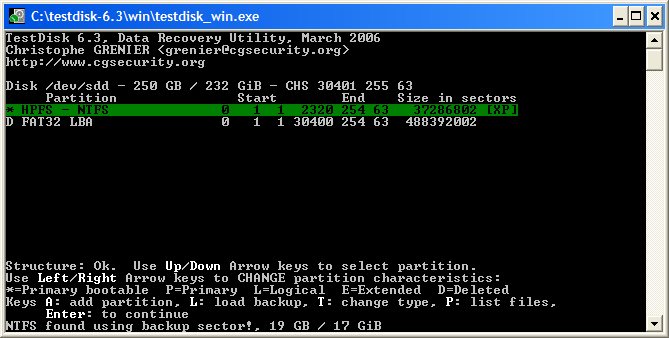 C:\testdisk-6.3\win\testdisk_win.exe
TestDisk 6.3, Data Recovery Utility, March 2006
Christophe GRENIER <grenier@cgsecurity.org>
http://www.cgsecurity.org
Disk /dev/sdd - 250 GB / 232 GiB - CHS 30401 255 63
Partition Start End Size in sectors
* HPFS - NTFS 0 1 1 2320 254 63 37286802 [XP]
D FAT32 LBA 0 1 1 30400 254 63 488392002
Structure: Ok. Use Up/Down Arrow keys to select partition.
Use Left/Right Arrow keys to CHANGE partition characteristics:
*=Primary bootable P=Primary L=Logical E=Extended D=Deleted
Keys A: add partition, L: load backup, T: change type, P: list files,
Enter: to continue
NTFS found using backup sector!, 19 GB / 17 GiB